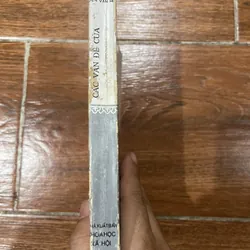 CÁC VẤN ĐỀ CỦA
NHÀ XUẤT BẢN
KHOA HỌC
XÃ HỘI